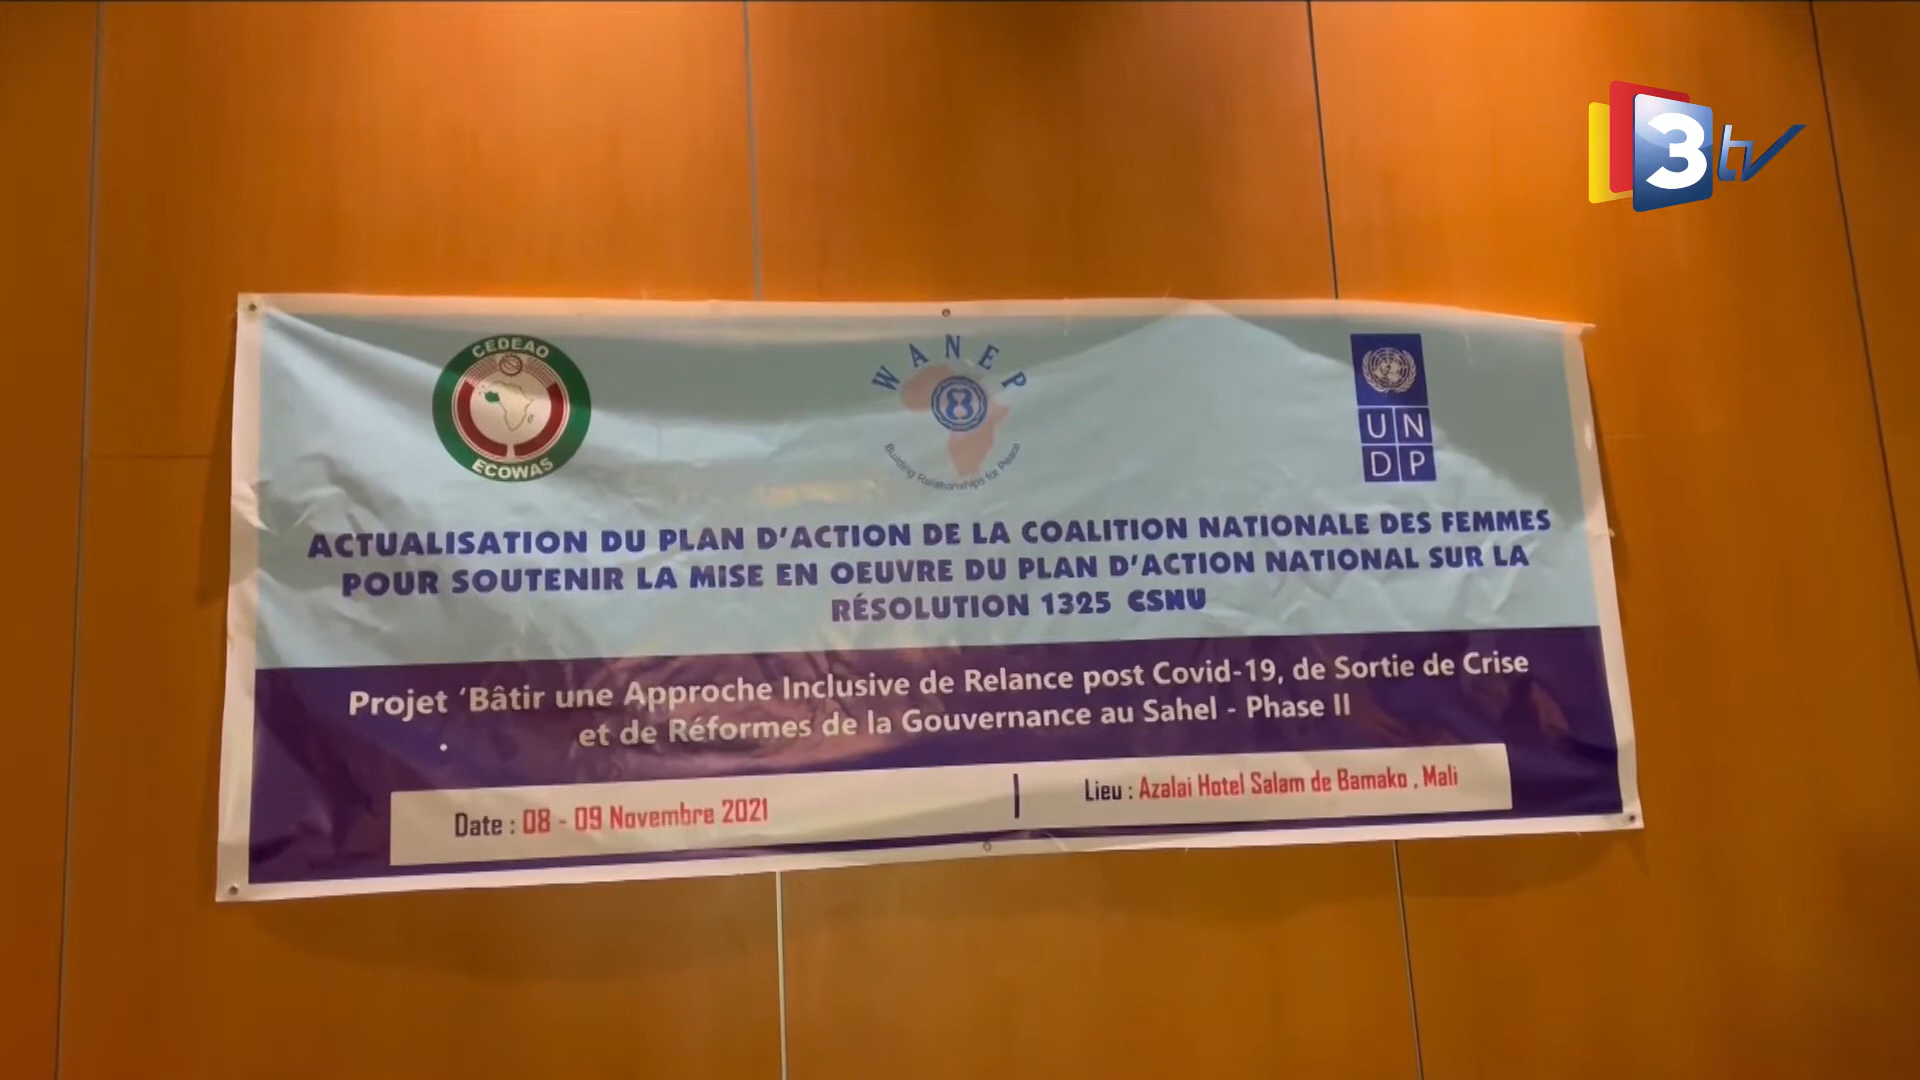 3tv
CEDEAO
ECOWAS
WANEP
Building Relationships for Peace
UN
DP
ACTUALISATION DU PLAN D'ACTION DE LA COALITION NATIONALE DES FEMMES
POUR SOUTENIR LA MISE EN OEUVRE DU PLAN D'ACTION NATIONAL SUR LA
RÉSOLUTION 1325 CSNU
Projet ‘Bâtir une Approche Inclusive de Relance post Covid-19, de Sortie de Crise
et de Réformes de la Gouvernance au Sahel - Phase II
Date : 08 - 09 Novembre 2021
Lieu : Azalai Hotel Salam de Bamako , Mali